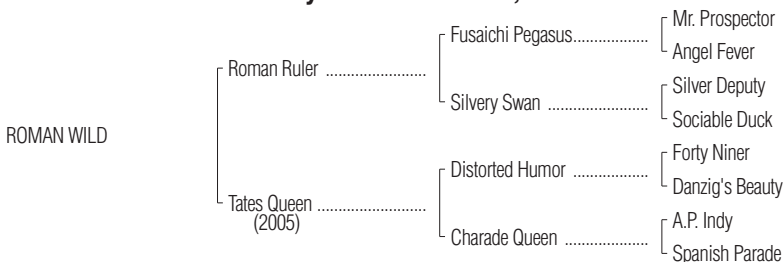 Mr. Prospector
Fusaichi Pegasus.................
Angel Fever
Roman Ruler ........................
Silver Deputy
Silvery Swan ........................
Sociable Duck
ROMAN WILD
Forty Niner
Distorted Humor ..................
Danzig's Beauty
Tates Queen ..........................
(2005)
A.P. Indy
Charade Queen ....................
Spanish Parade